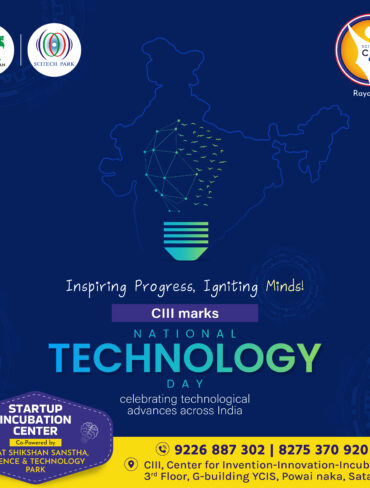 SCITECH PARK
Inspiring Progress, Igniting Minds!
CIII marks
NATIONAL
TECHNOLOGY
DAY
celebrating technological
advances across India
STARTUP
INCUBATION
CENTER
Co-Powered by
AT SHIKSHAN SANSTHA,
ENCE & TECHNOLOGY
PARK
9226 887 302 | 8275 370 920
CIII, Center for Invention-Innovation-Incub
3rd Floor, G-building YCIS, Powai naka, Sata